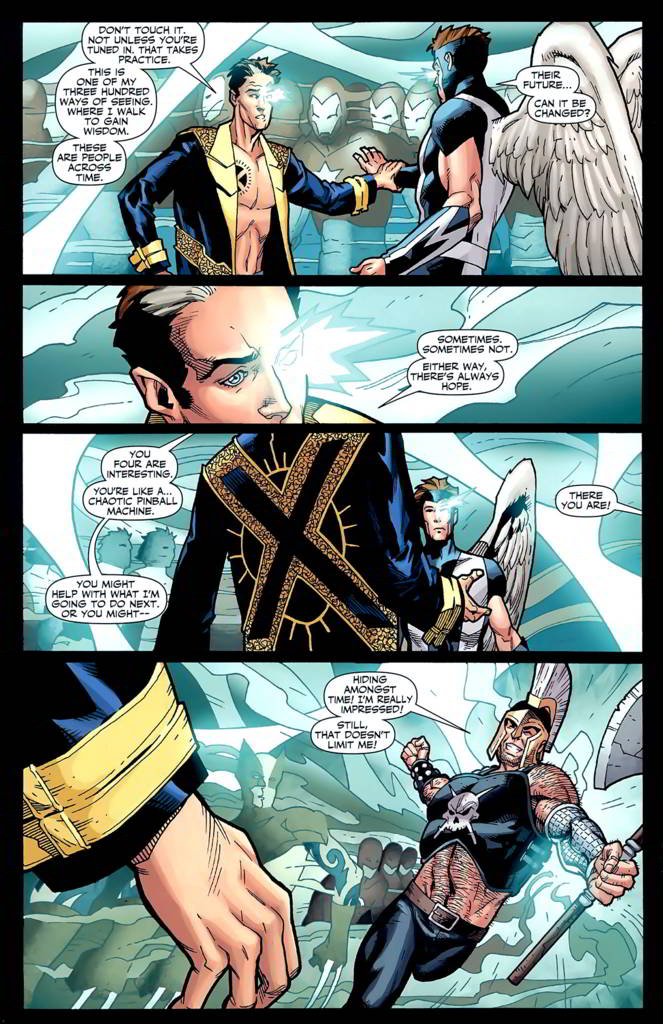 DON'T TOUCH IT.
NOT UNLESS YOU'RE
TUNED IN. THAT TAKES
PRACTICE.
THIS IS
ONE OF MY
THREE HUNDRED
WAYS OF SEEING.
WHERE I WALK
TO GAIN
WISDOM.
THESE
ARE PEOPLE
ACROSS
TIME.
THEIR
FUTURE...
CAN IT BE
CHANGED?
SOMETIMES.
SOMETIMES NOT.
EITHER WAY,
THERE'S ALWAYS
HOPE.
YOU
FOUR ARE
INTERESTING.
YOU'RE LIKE A...
CHAOTIC PINBALL
MACHINE.
YOU MIGHT
HELP WITH WHAT I'M
GOING TO DO NEXT.
OR YOU MIGHT--
THERE
YOU ARE!
HIDING
AMONGST
TIME! I'M REALLY
IMPRESSED!
STILL,
THAT DOESN'T
LIMIT ME!